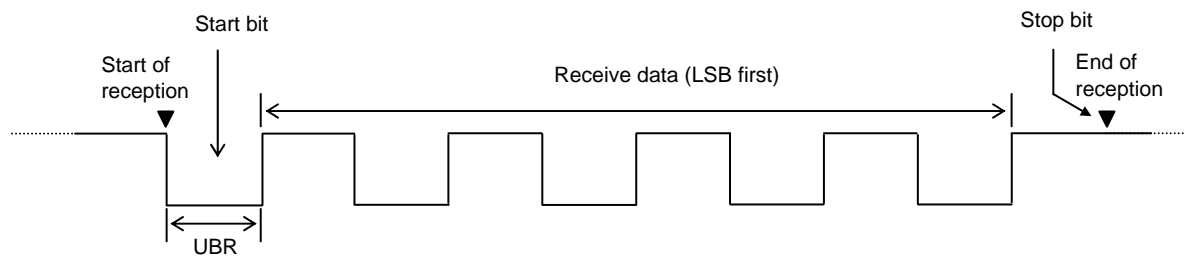 Start bit
Stop bit
Start of
reception
Receive data (LSB first)
End of
reception
UBR